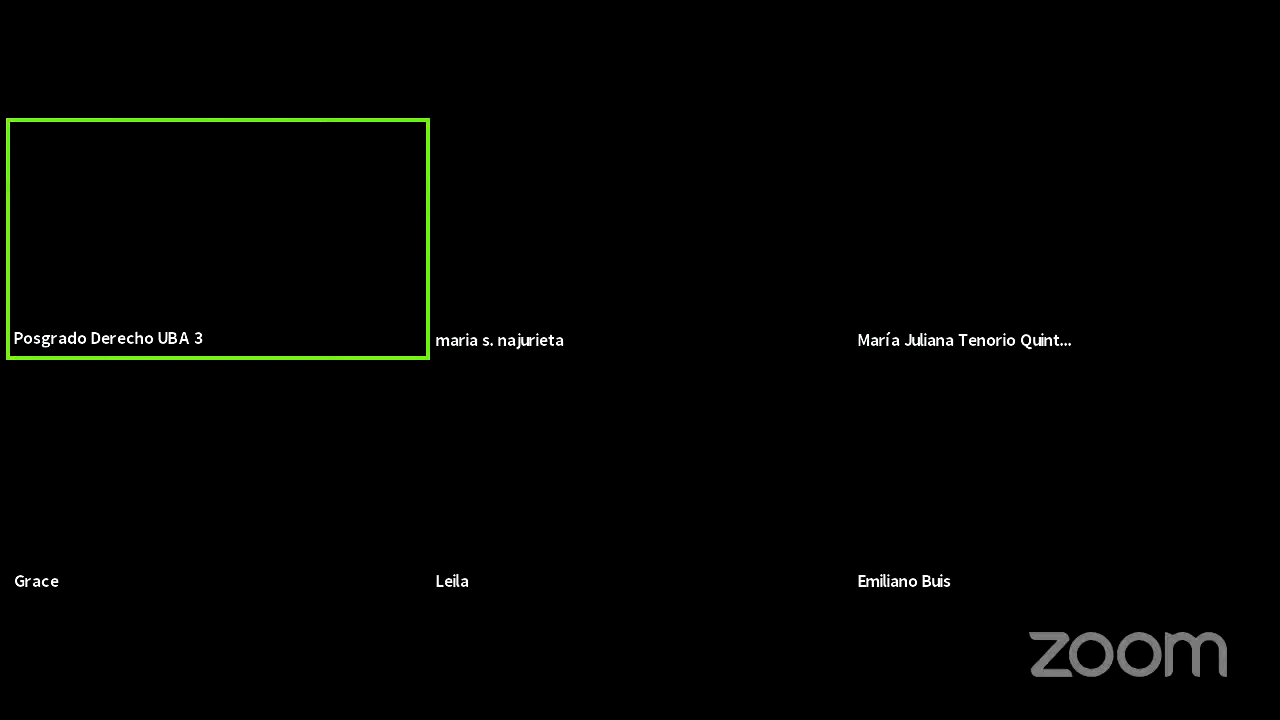 Posgrado Derecho UBA 3
maria s. najurieta
María Juliana Tenorio Quint...
Grace
Leila
Emiliano Buis
zoom